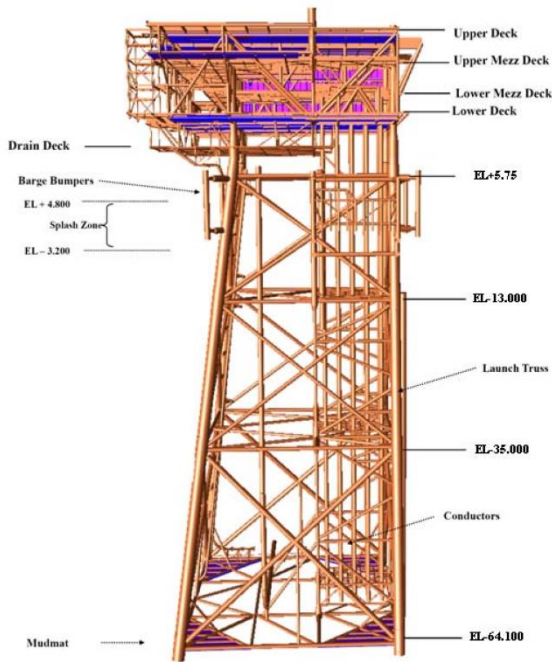 Upper Deck
Upper Mezz Deck
Lower Mezz Deck
Lower Deck
Drain Deck
Barge Bumpers
EL+5.75
EL + 4.800
Splash Zone
EL – 3.200
EL-13.000
Launch Truss
EL-35.000
Conductors
Mudmat
EL-64.100